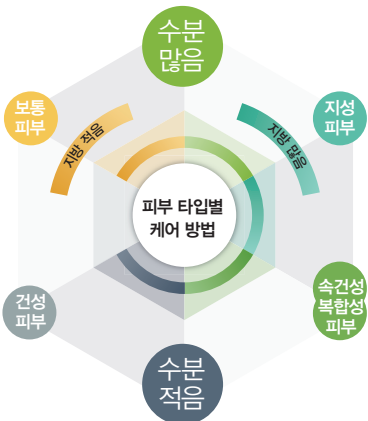 수분
많음
보통
피부
지방 적음
지방 많음
지성
피부
피부 타입별
케어 방법
건성
피부
속건성
복합성
피부
수분
적음